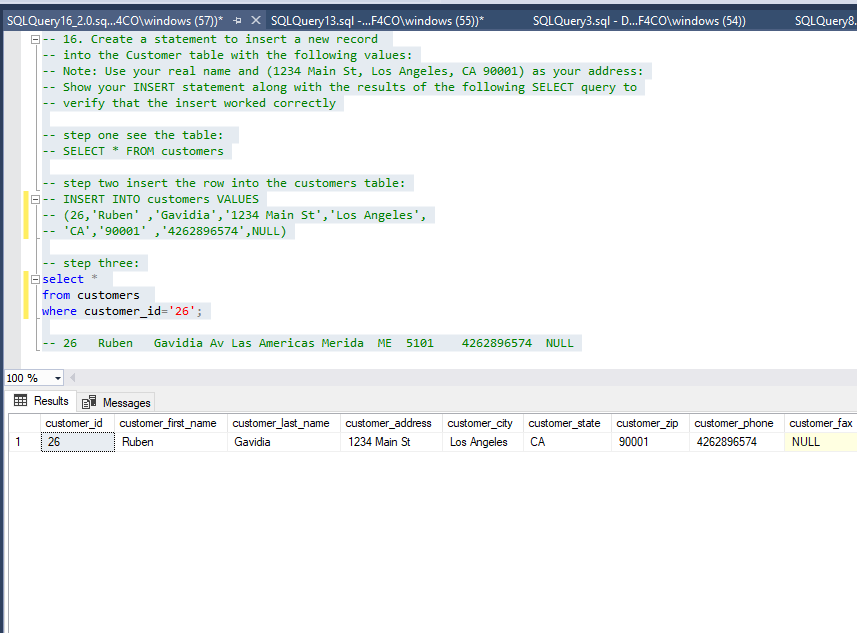 SQLQuery16_2.0.sq...4CO\windows (57))* SQLQuery13.sql -...F4CO\windows (55))* SQLQuery3.sql - D...F4CO\windows (54)) SQLQuery8.
-- 16. Create a statement to insert a new record
-- into the Customer table with the following values:
-- Note: Use your real name and (1234 Main St, Los Angeles, CA 90001) as your address:
-- Show your INSERT statement along with the results of the following SELECT query to
-- verify that the insert worked correctly
-- step one see the table:
-- SELECT * FROM customers
-- step two insert the row into the customers table:
-- INSERT INTO customers VALUES
-- (26,'Ruben' ,'Gavidia','1234 Main St','Los Angeles',
-- 'CA','90001' ,'4262896574',NULL)
-- step three:
select *
from customers
where customer_id='26';
-- 26 Ruben Gavidia Av Las Americas Merida ME 5101 4262896574 NULL
100 %
Results Messages
customer_id customer_first_name customer_last_name customer_address customer_city customer_state customer_zip customer_phone customer_fax
1 26 Ruben Gavidia 1234 Main St Los Angeles CA 90001 4262896574 NULL